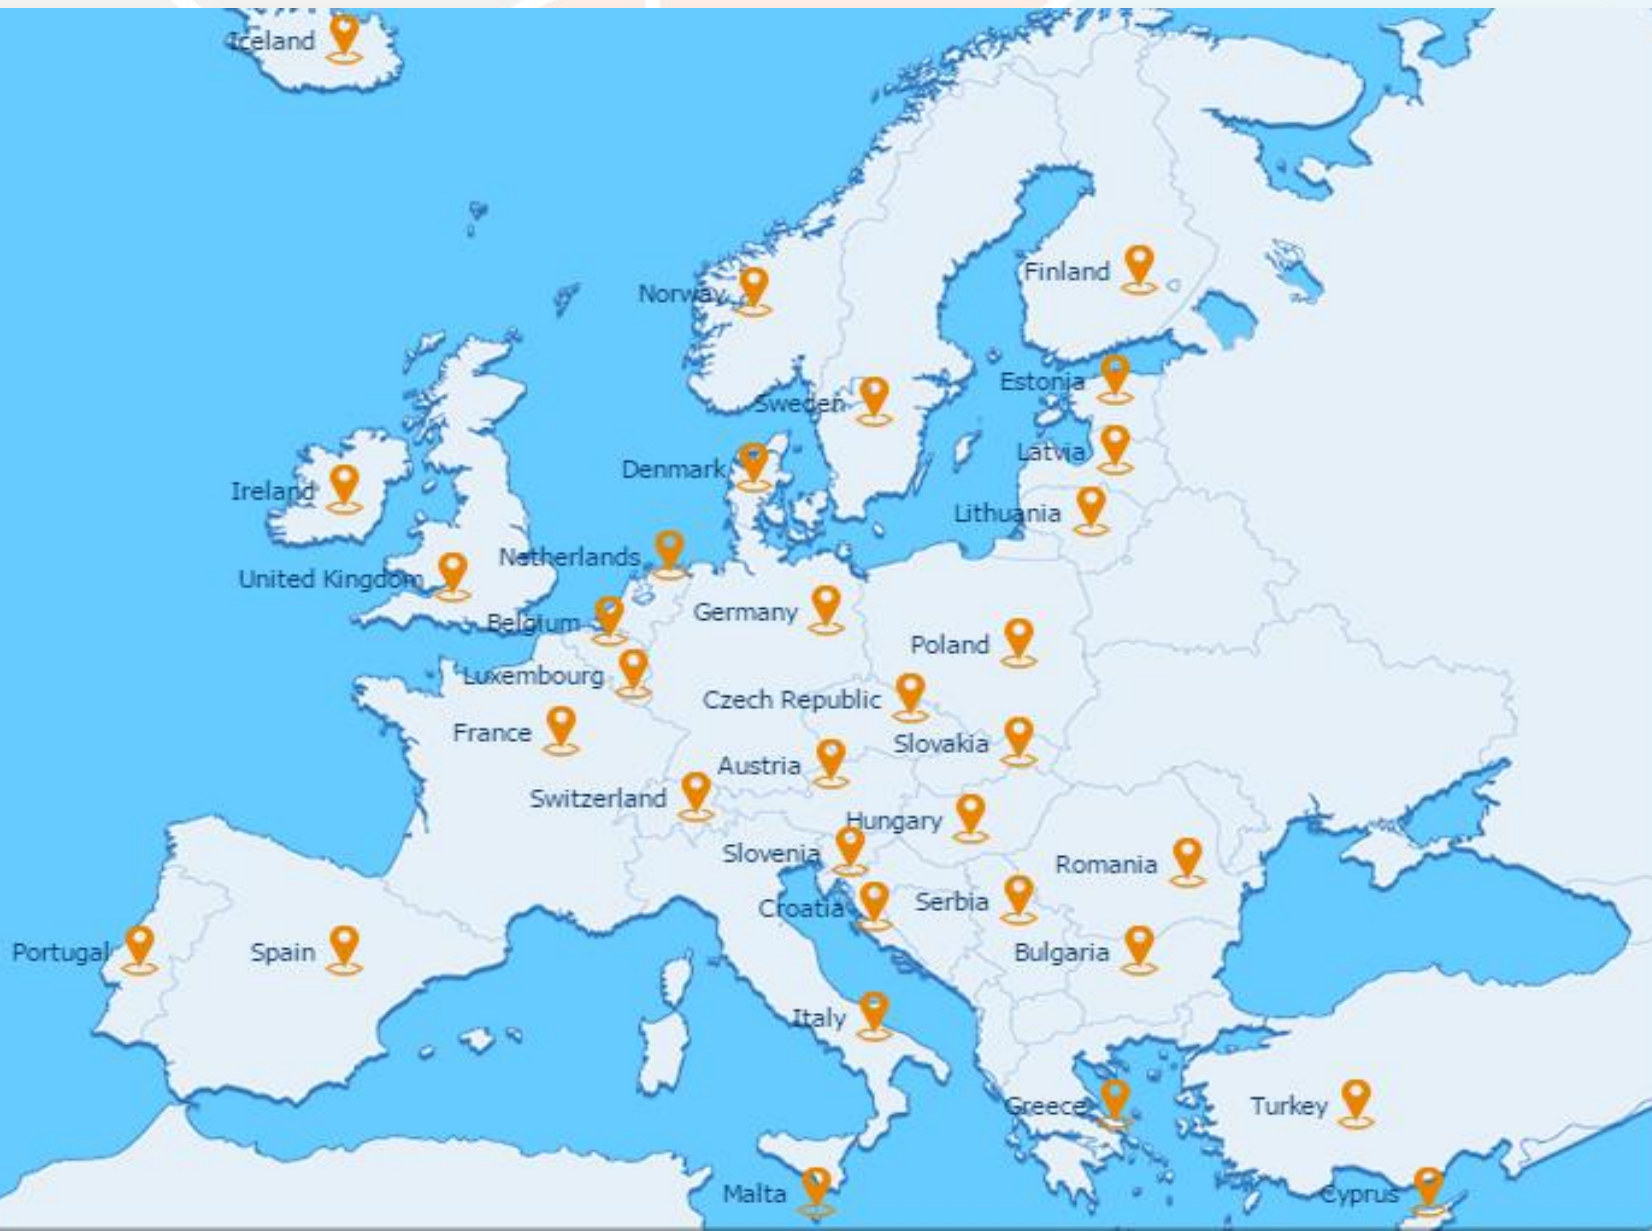 Iceland
Finland
Norway
Estonia
Sweden
Latvia
Denmark
Ireland
Lithuania
Netherlands
United Kingdom
Germany
Belgium
Poland
Luxembourg
Czech Republic
France
Slovakia
Austria
Switzerland
Hungary
Slovenia
Romania
Serbia
Croatia
Portugal
Spain
Bulgaria
Italy
Greece
Turkey
Malta
Cyprus